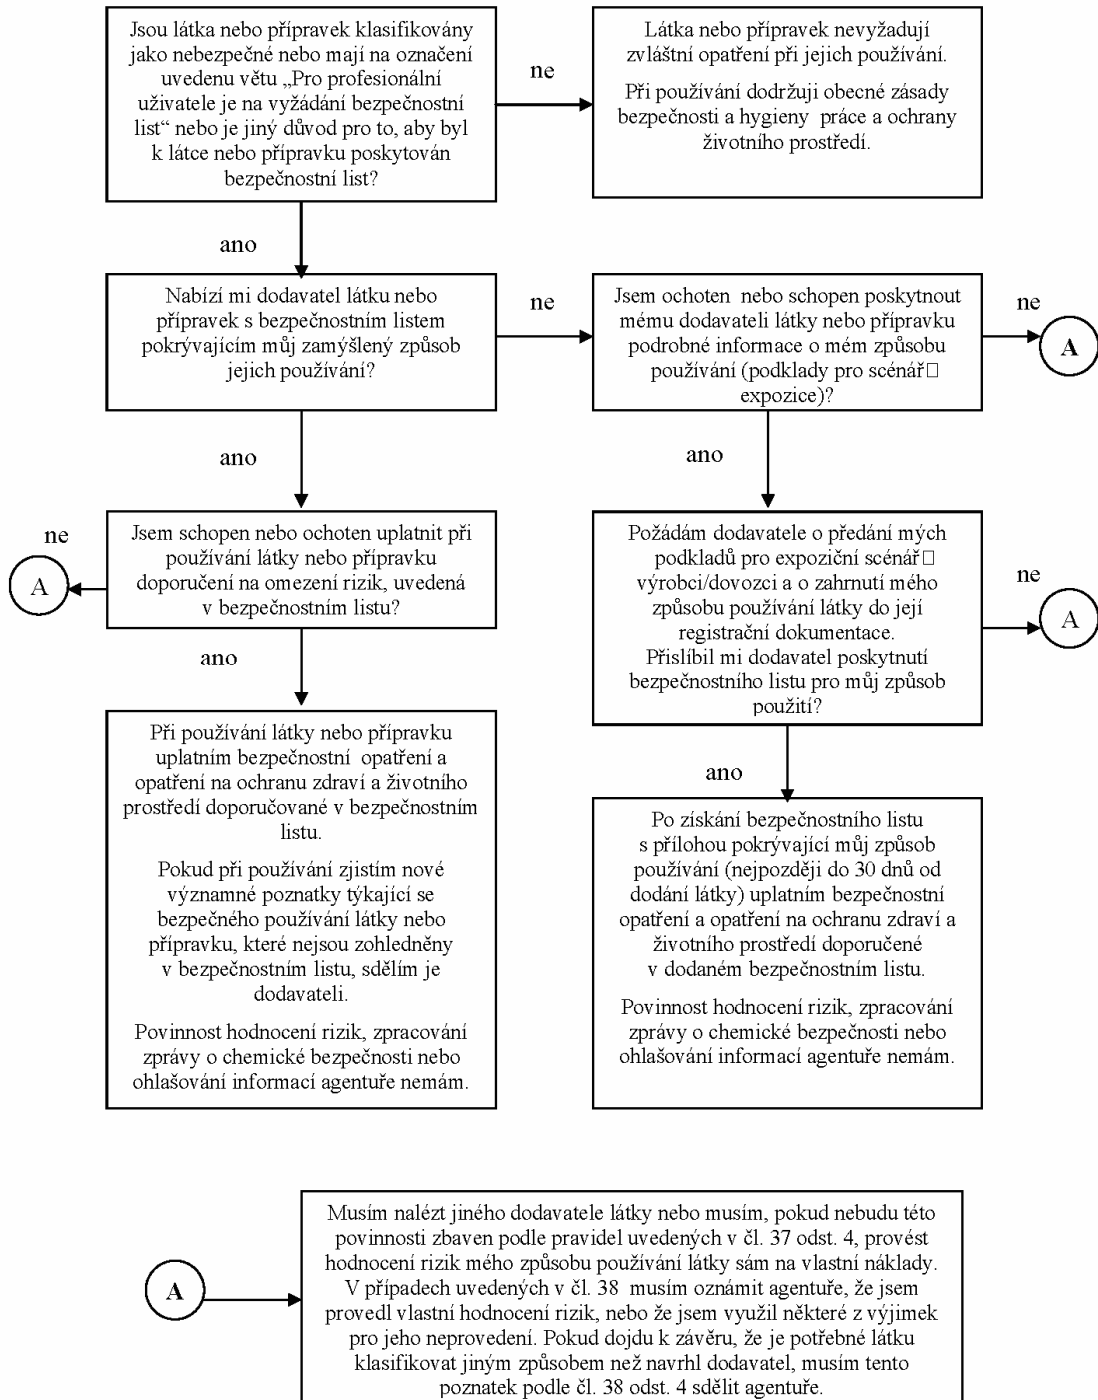 Jsou látka nebo přípravek klasifikovány
jako nebezpečné nebo mají na označení
uvedenu větu „Pro profesionální
uživatele je na vyžádání bezpečnostní
list“ nebo je jiný důvod pro to, aby byl
k látce nebo přípravku poskytován
bezpečnostní list?
ne
Látka nebo přípravek nevyžadují
zvláštní opatření při jejich používání.
Při používání dodržuji obecné zásady
bezpečnosti a hygieny práce a ochrany
životního prostředí.
ano
Nabízí mi dodavatel látku nebo
přípravek s bezpečnostním listem
pokrývajícím můj zamýšlený způsob
jejich používání?
ne
Jsem ochoten nebo schopen poskytnout
mému dodavateli látky nebo přípravku
podrobné informace o mém způsobu
používání (podklady pro scénář□
expozice)?
ne
A
ano
ano
Jsem schopen nebo ochoten uplatnit při
používání látky nebo přípravku
doporučení na omezení rizik, uvedená
v bezpečnostním listu?
ne
A
Požádám dodavatele o předání mých
podkladů pro expoziční scénář□
výrobci/dovozci a o zahrnutí mého
způsobu používání látky do její
registrační dokumentace.
Přislíbil mi dodavatel poskytnutí
bezpečnostního listu pro můj způsob
použití?
ne
A
ano
Při používání látky nebo přípravku
uplatním bezpečnostní opatření a
opatření na ochranu zdraví a životního
prostředí doporučované v bezpečnostním
listu.
Pokud při používání zjistím nové
významné poznatky týkající se
bezpečného používání látky nebo
přípravku, které nejsou zohledněny
v bezpečnostním listu, sdělím je
dodavateli.
Povinnost hodnocení rizik, zpracování
zprávy o chemické bezpečnosti nebo
ohlašování informací agentuře nemám.
ano
Po získání bezpečnostního listu
s přílohou pokrývající můj způsob
používání (nejpozději do 30 dnů od
dodání látky) uplatním bezpečnostní
opatření a opatření na ochranu zdraví a
životního prostředí doporučené
v dodaném bezpečnostním listu.
Povinnost hodnocení rizik, zpracování
zprávy o chemické bezpečnosti nebo
ohlašování informací agentuře nemám.
A
Musím nalézt jiného dodavatele látky nebo musím, pokud nebudu této
povinnosti zbaven podle pravidel uvedených v čl. 37 odst. 4, provést
hodnocení rizik mého způsobu používání látky sám na vlastní náklady.
V případech uvedených v čl. 38 musím oznámit agentuře, že jsem
provedl vlastní hodnocení rizik, nebo že jsem využil některé z výjimek
pro jeho neprovedení. Pokud dojdu k závěru, že je potřebné látku
klasifikovat jiným způsobem než navrhl dodavatel, musím tento
poznatek podle čl. 38 odst. 4 sdělit agentuře.